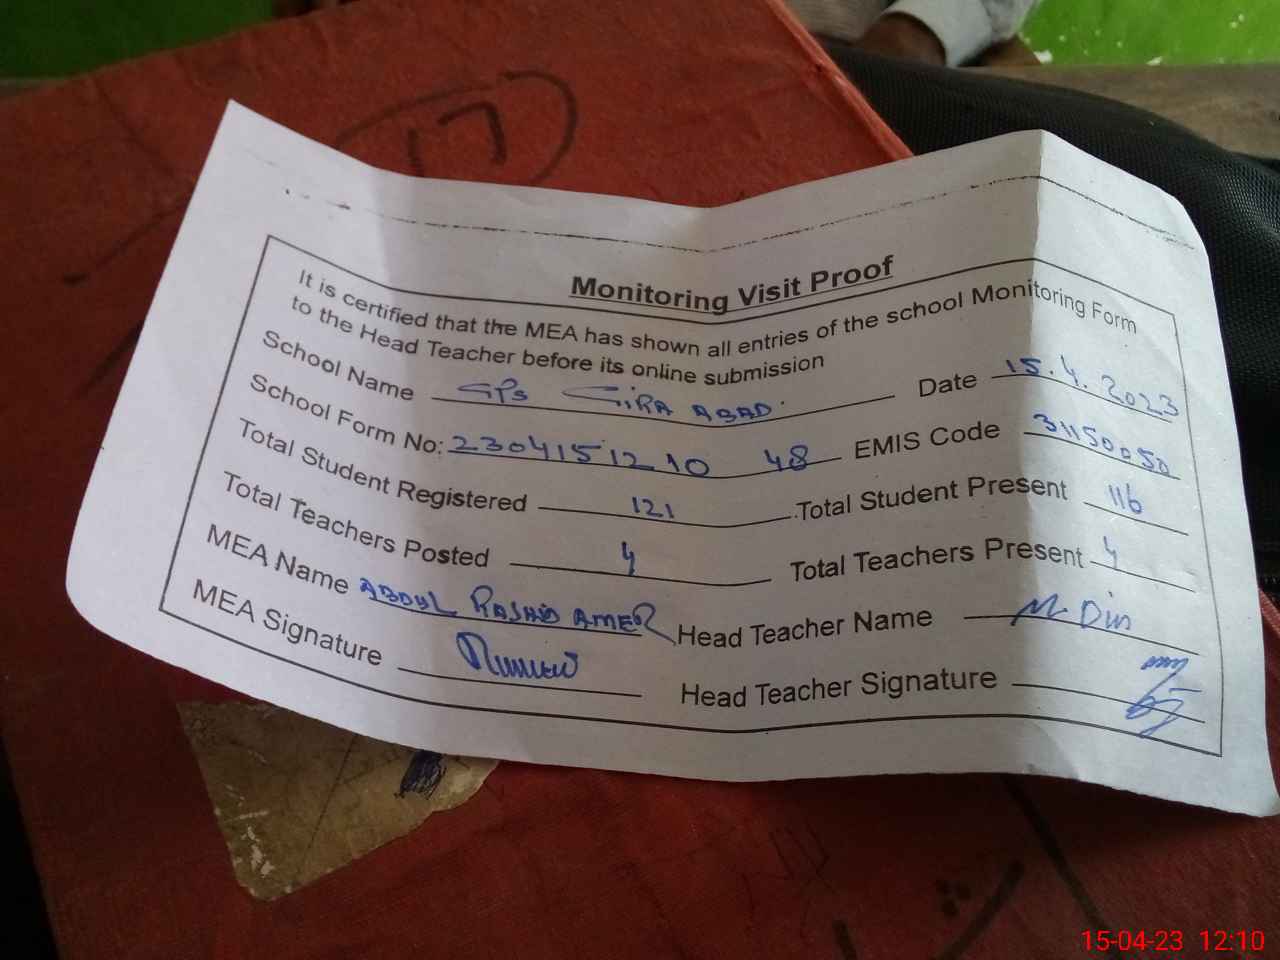 17
Monitoring Visit Proof
It is certified that the MEA has shown all entries of the school Monitoring Form
to the Head Teacher before its online submission
School Name GPS GiRA ABAD. Date 15.4.2023
School Form No: 230415121048 EMIS Code 31150050
Total Student Registered 121 Total Student Present 116
Total Teachers Posted 4 Total Teachers Present 4
MEA Name ABDUL RASHID AMER Head Teacher Name M Din
MEA Signature Head Teacher Signature
15-04-23 12:10